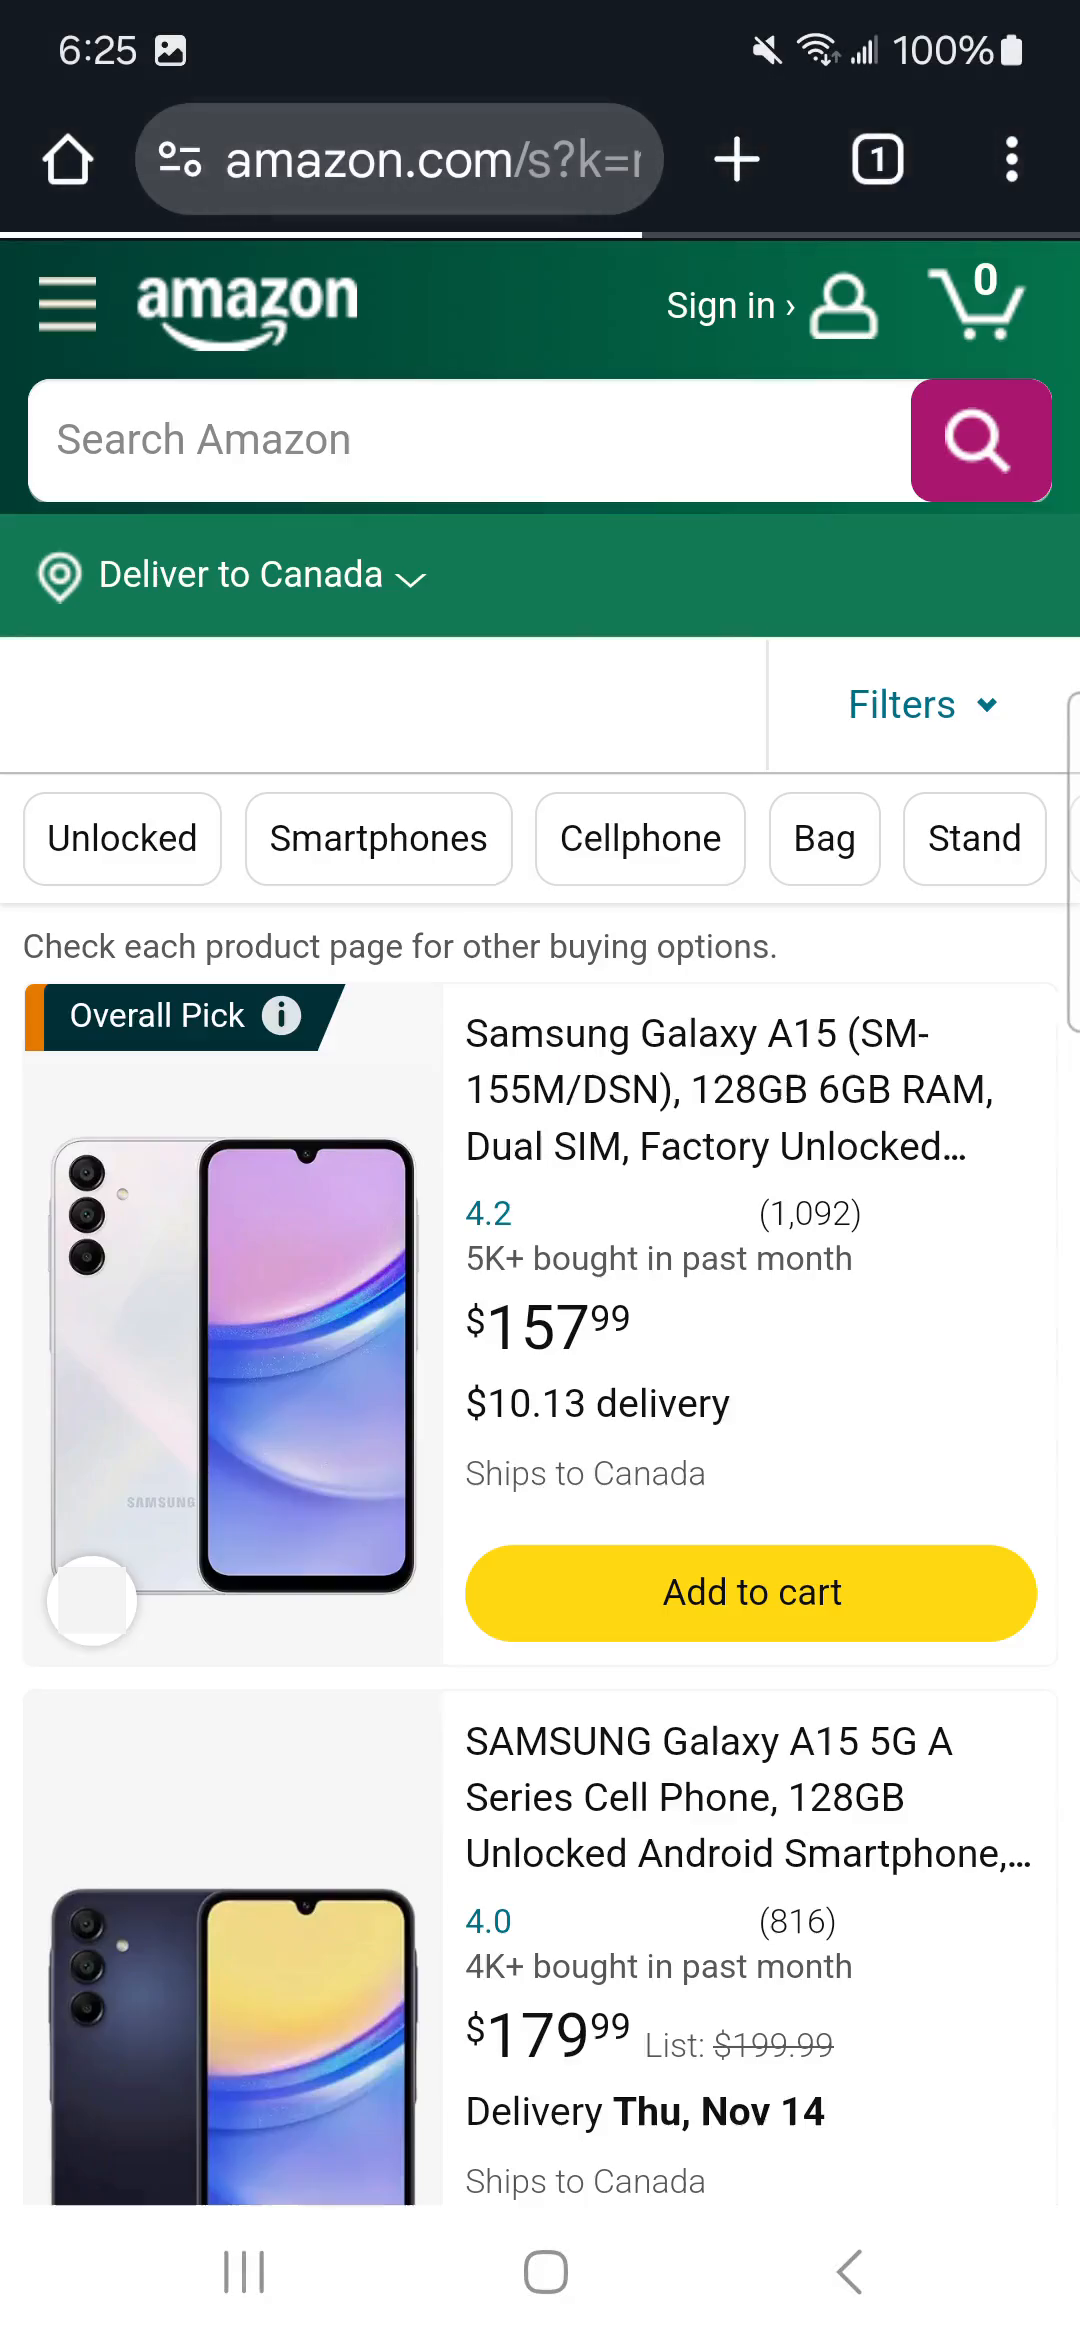 6:25
100%
amazon.com/s?k=
1
amazon
Sign in ›
0
Search Amazon
Deliver to Canada
Filters
Unlocked
Smartphones
Cellphone
Bag
Stand
Check each product page for other buying options.
Overall Pick
Samsung Galaxy A15 (SM-
155M/DSN), 128GB 6GB RAM,
Dual SIM, Factory Unlocked...
4.2 (1,092)
5K+ bought in past month
$157.99
$10.13 delivery
Ships to Canada
SAMSUNG
Add to cart
SAMSUNG Galaxy A15 5G A
Series Cell Phone, 128GB
Unlocked Android Smartphone,...
4.0 (816)
4K+ bought in past month
$179.99 List: $199.99
Delivery Thu, Nov 14
Ships to Canada